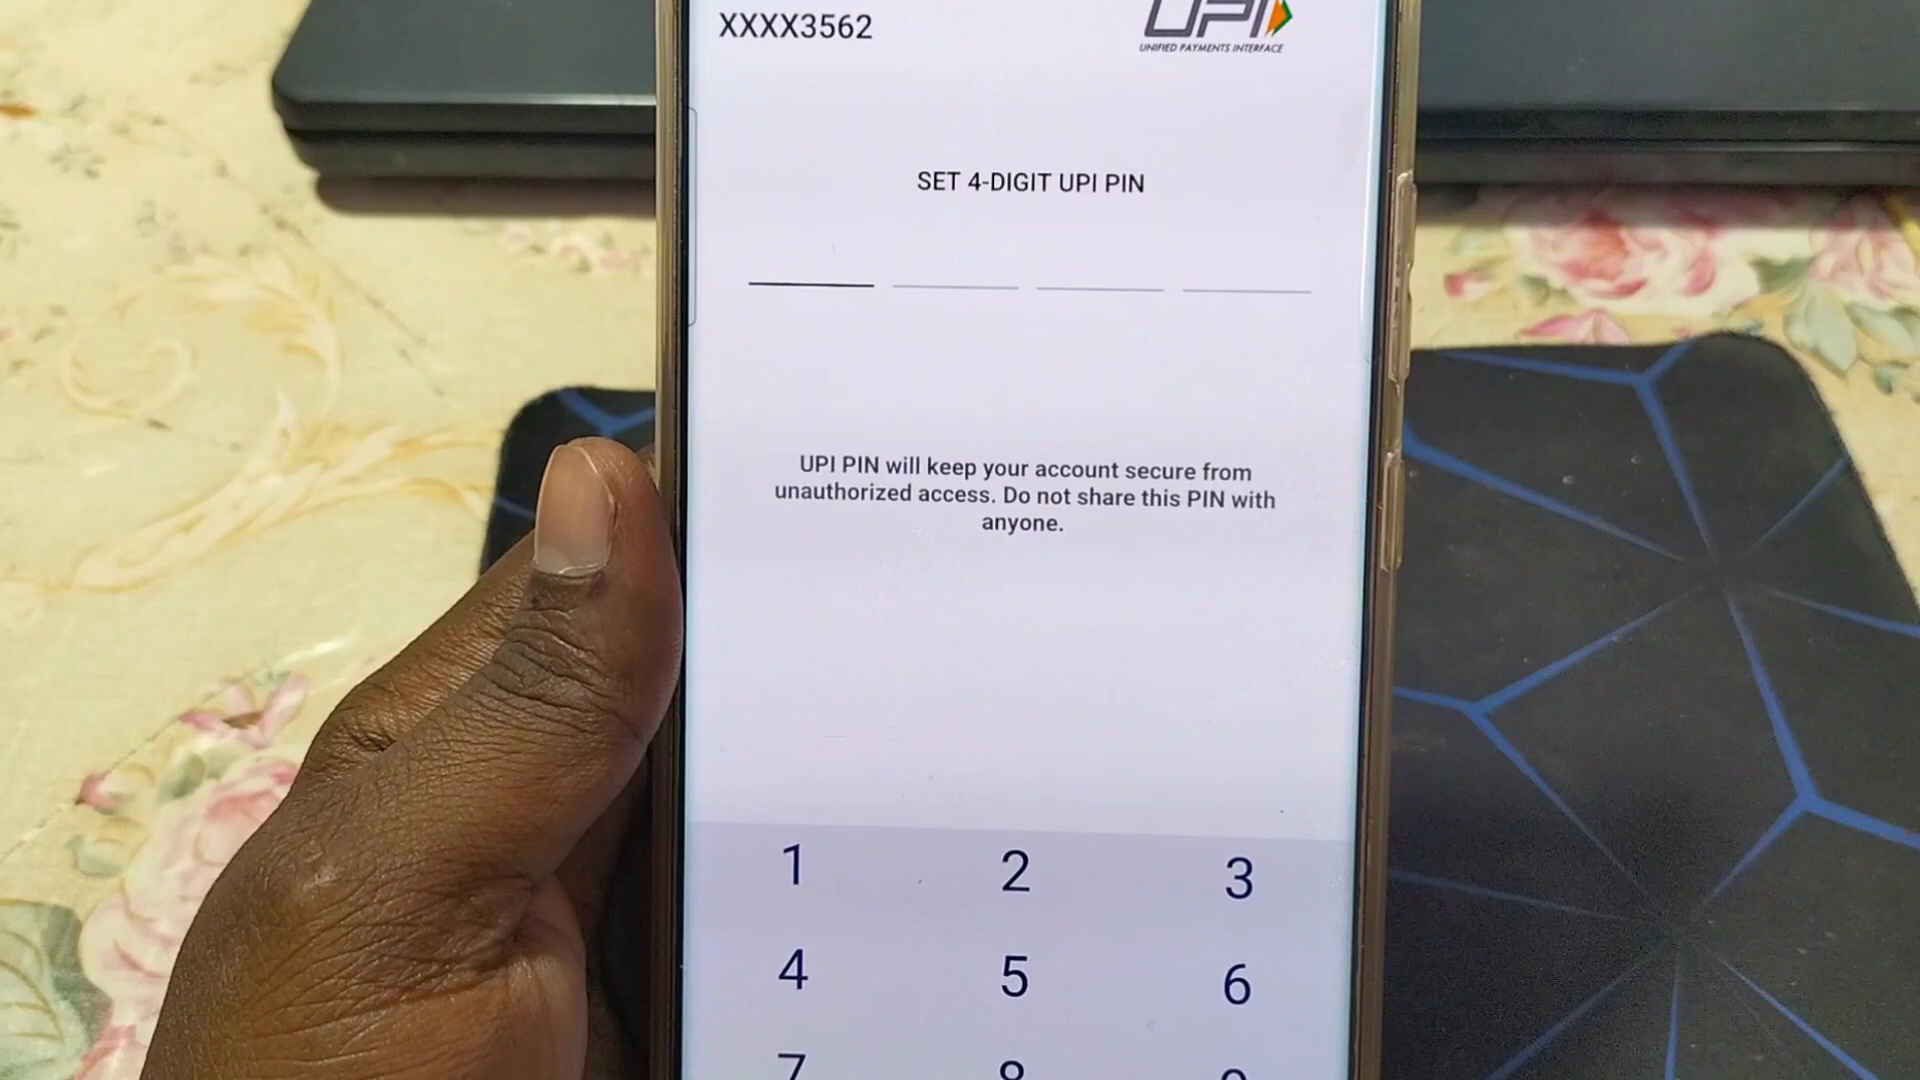 XXXX3562
UPI
UNIFIED PAYMENTS INTERFACE
SET 4-DIGIT UPI PIN
UPI PIN will keep your account secure from
unauthorized access. Do not share this PIN with
anyone.
1 2 3
4 5 6
7 8 9